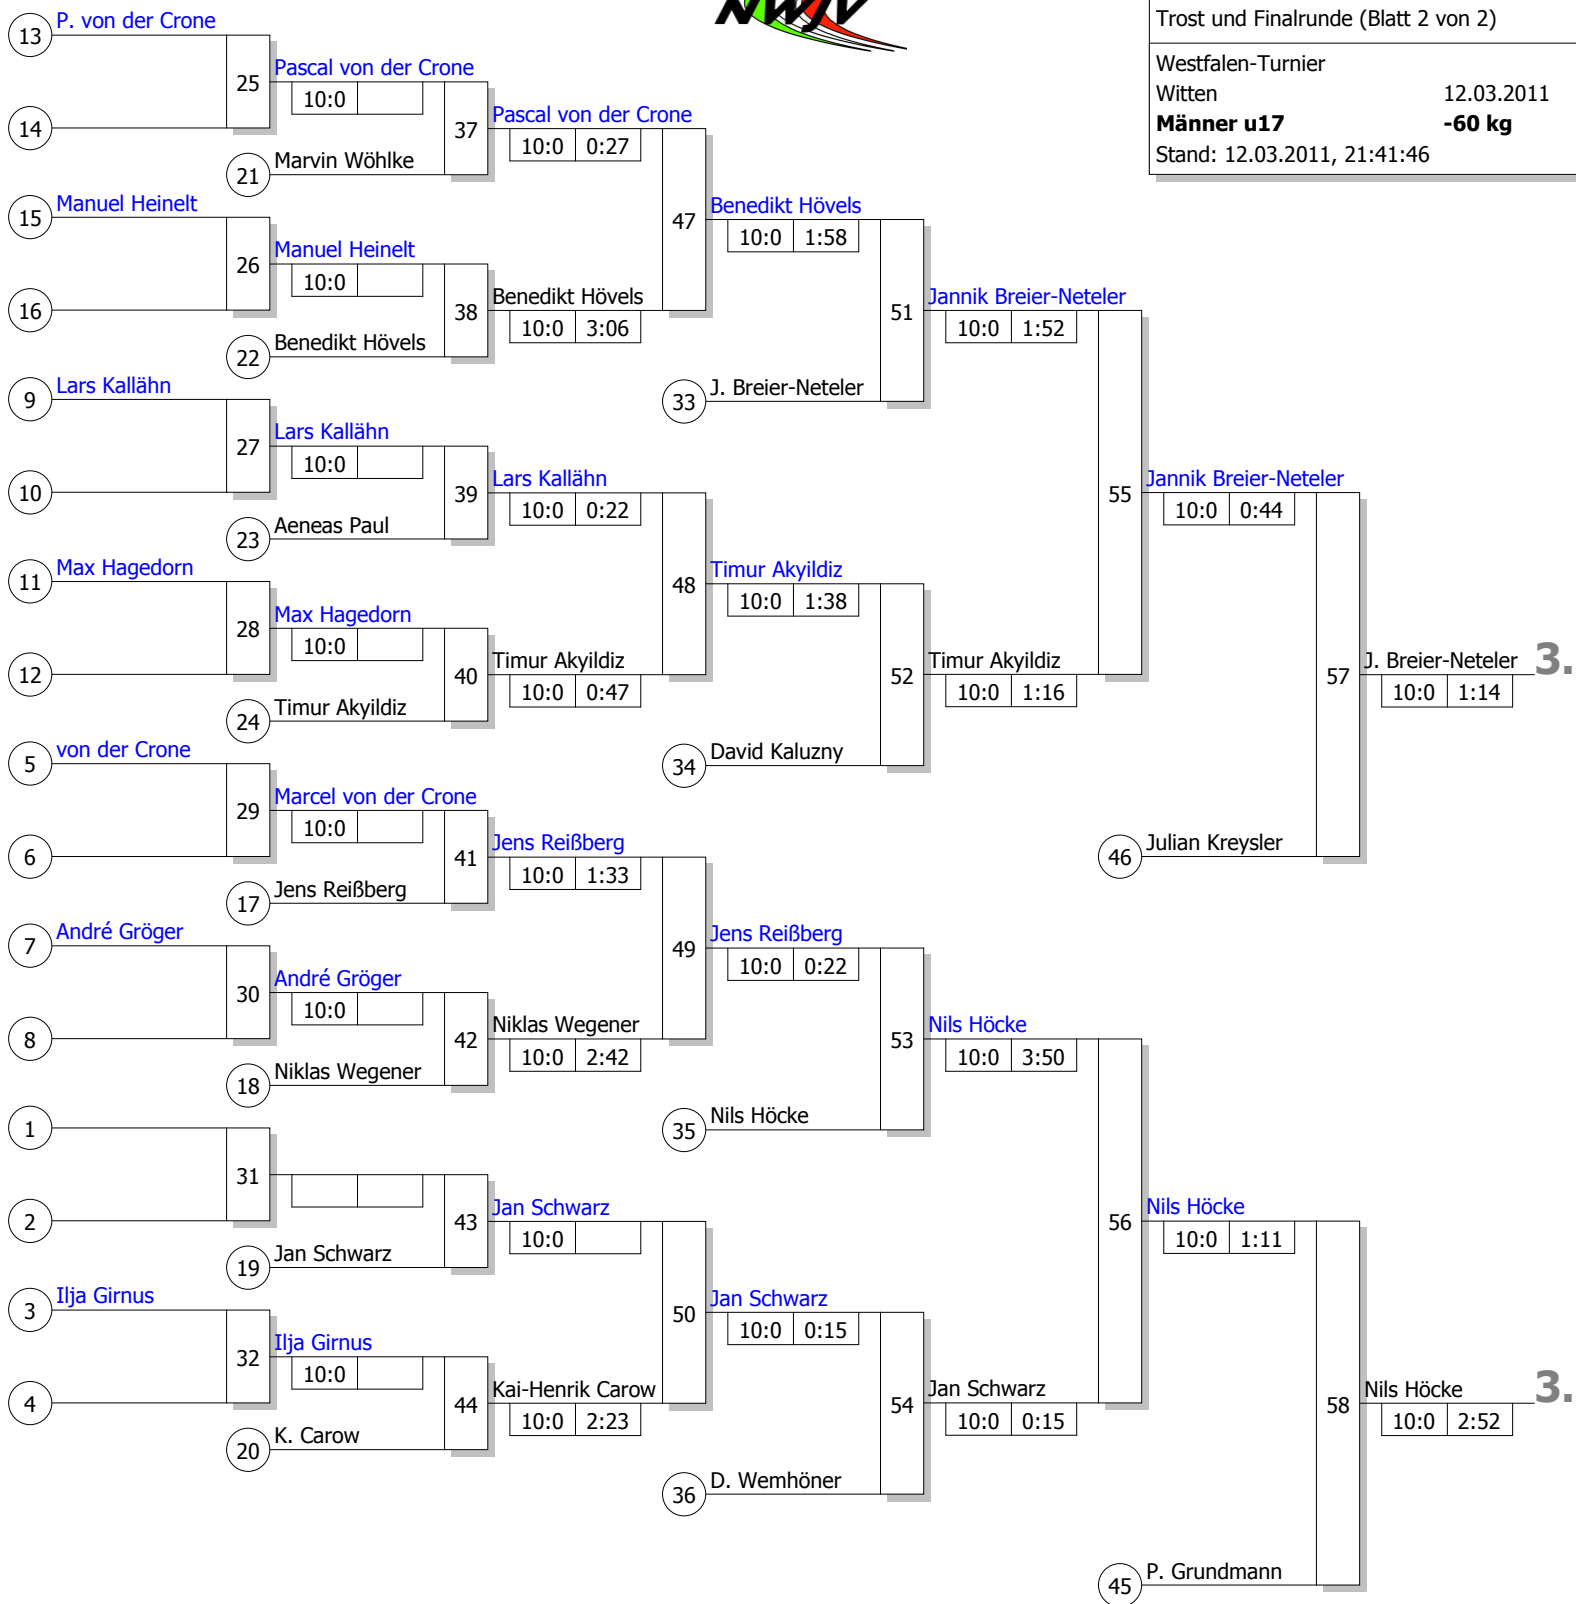 NWJV
Trost und Finalrunde (Blatt 2 von 2)
Westfalen-Turnier
Witten 12.03.2011
Männer u17 -60 kg
Stand: 12.03.2011, 21:41:46
13 P. von der Crone
14
25 Pascal von der Crone
10:0
21 Marvin Wöhlke
37 Pascal von der Crone
10:0 0:27
15 Manuel Heinelt
16
26 Manuel Heinelt
10:0
22 Benedikt Hövels
38 Benedikt Hövels
10:0 3:06
47 Benedikt Hövels
10:0 1:58
33 J. Breier-Neteler
51 Jannik Breier-Neteler
10:0 1:52
9 Lars Kallähn
10
27 Lars Kallähn
10:0
23 Aeneas Paul
39 Lars Kallähn
10:0 0:22
11 Max Hagedorn
12
28 Max Hagedorn
10:0
24 Timur Akyildiz
40 Timur Akyildiz
10:0 0:47
48 Timur Akyildiz
10:0 1:38
34 David Kaluzny
52 Timur Akyildiz
10:0 1:16
55 Jannik Breier-Neteler
10:0 0:44
46 Julian Kreysler
57 J. Breier-Neteler 3.
10:0 1:14
5 von der Crone
6
29 Marcel von der Crone
10:0
17 Jens Reißberg
41 Jens Reißberg
10:0 1:33
7 André Gröger
8
30 André Gröger
10:0
18 Niklas Wegener
42 Niklas Wegener
10:0 2:42
49 Jens Reißberg
10:0 0:22
35 Nils Höcke
53 Nils Höcke
10:0 3:50
1
2
31
19 Jan Schwarz
43 Jan Schwarz
10:0
3 Ilja Girnus
4
32 Ilja Girnus
10:0
20 K. Carow
44 Kai-Henrik Carow
10:0 2:23
50 Jan Schwarz
10:0 0:15
36 D. Wemhöner
54 Jan Schwarz
10:0 0:15
56 Nils Höcke
10:0 1:11
45 P. Grundmann
58 Nils Höcke 3.
10:0 2:52